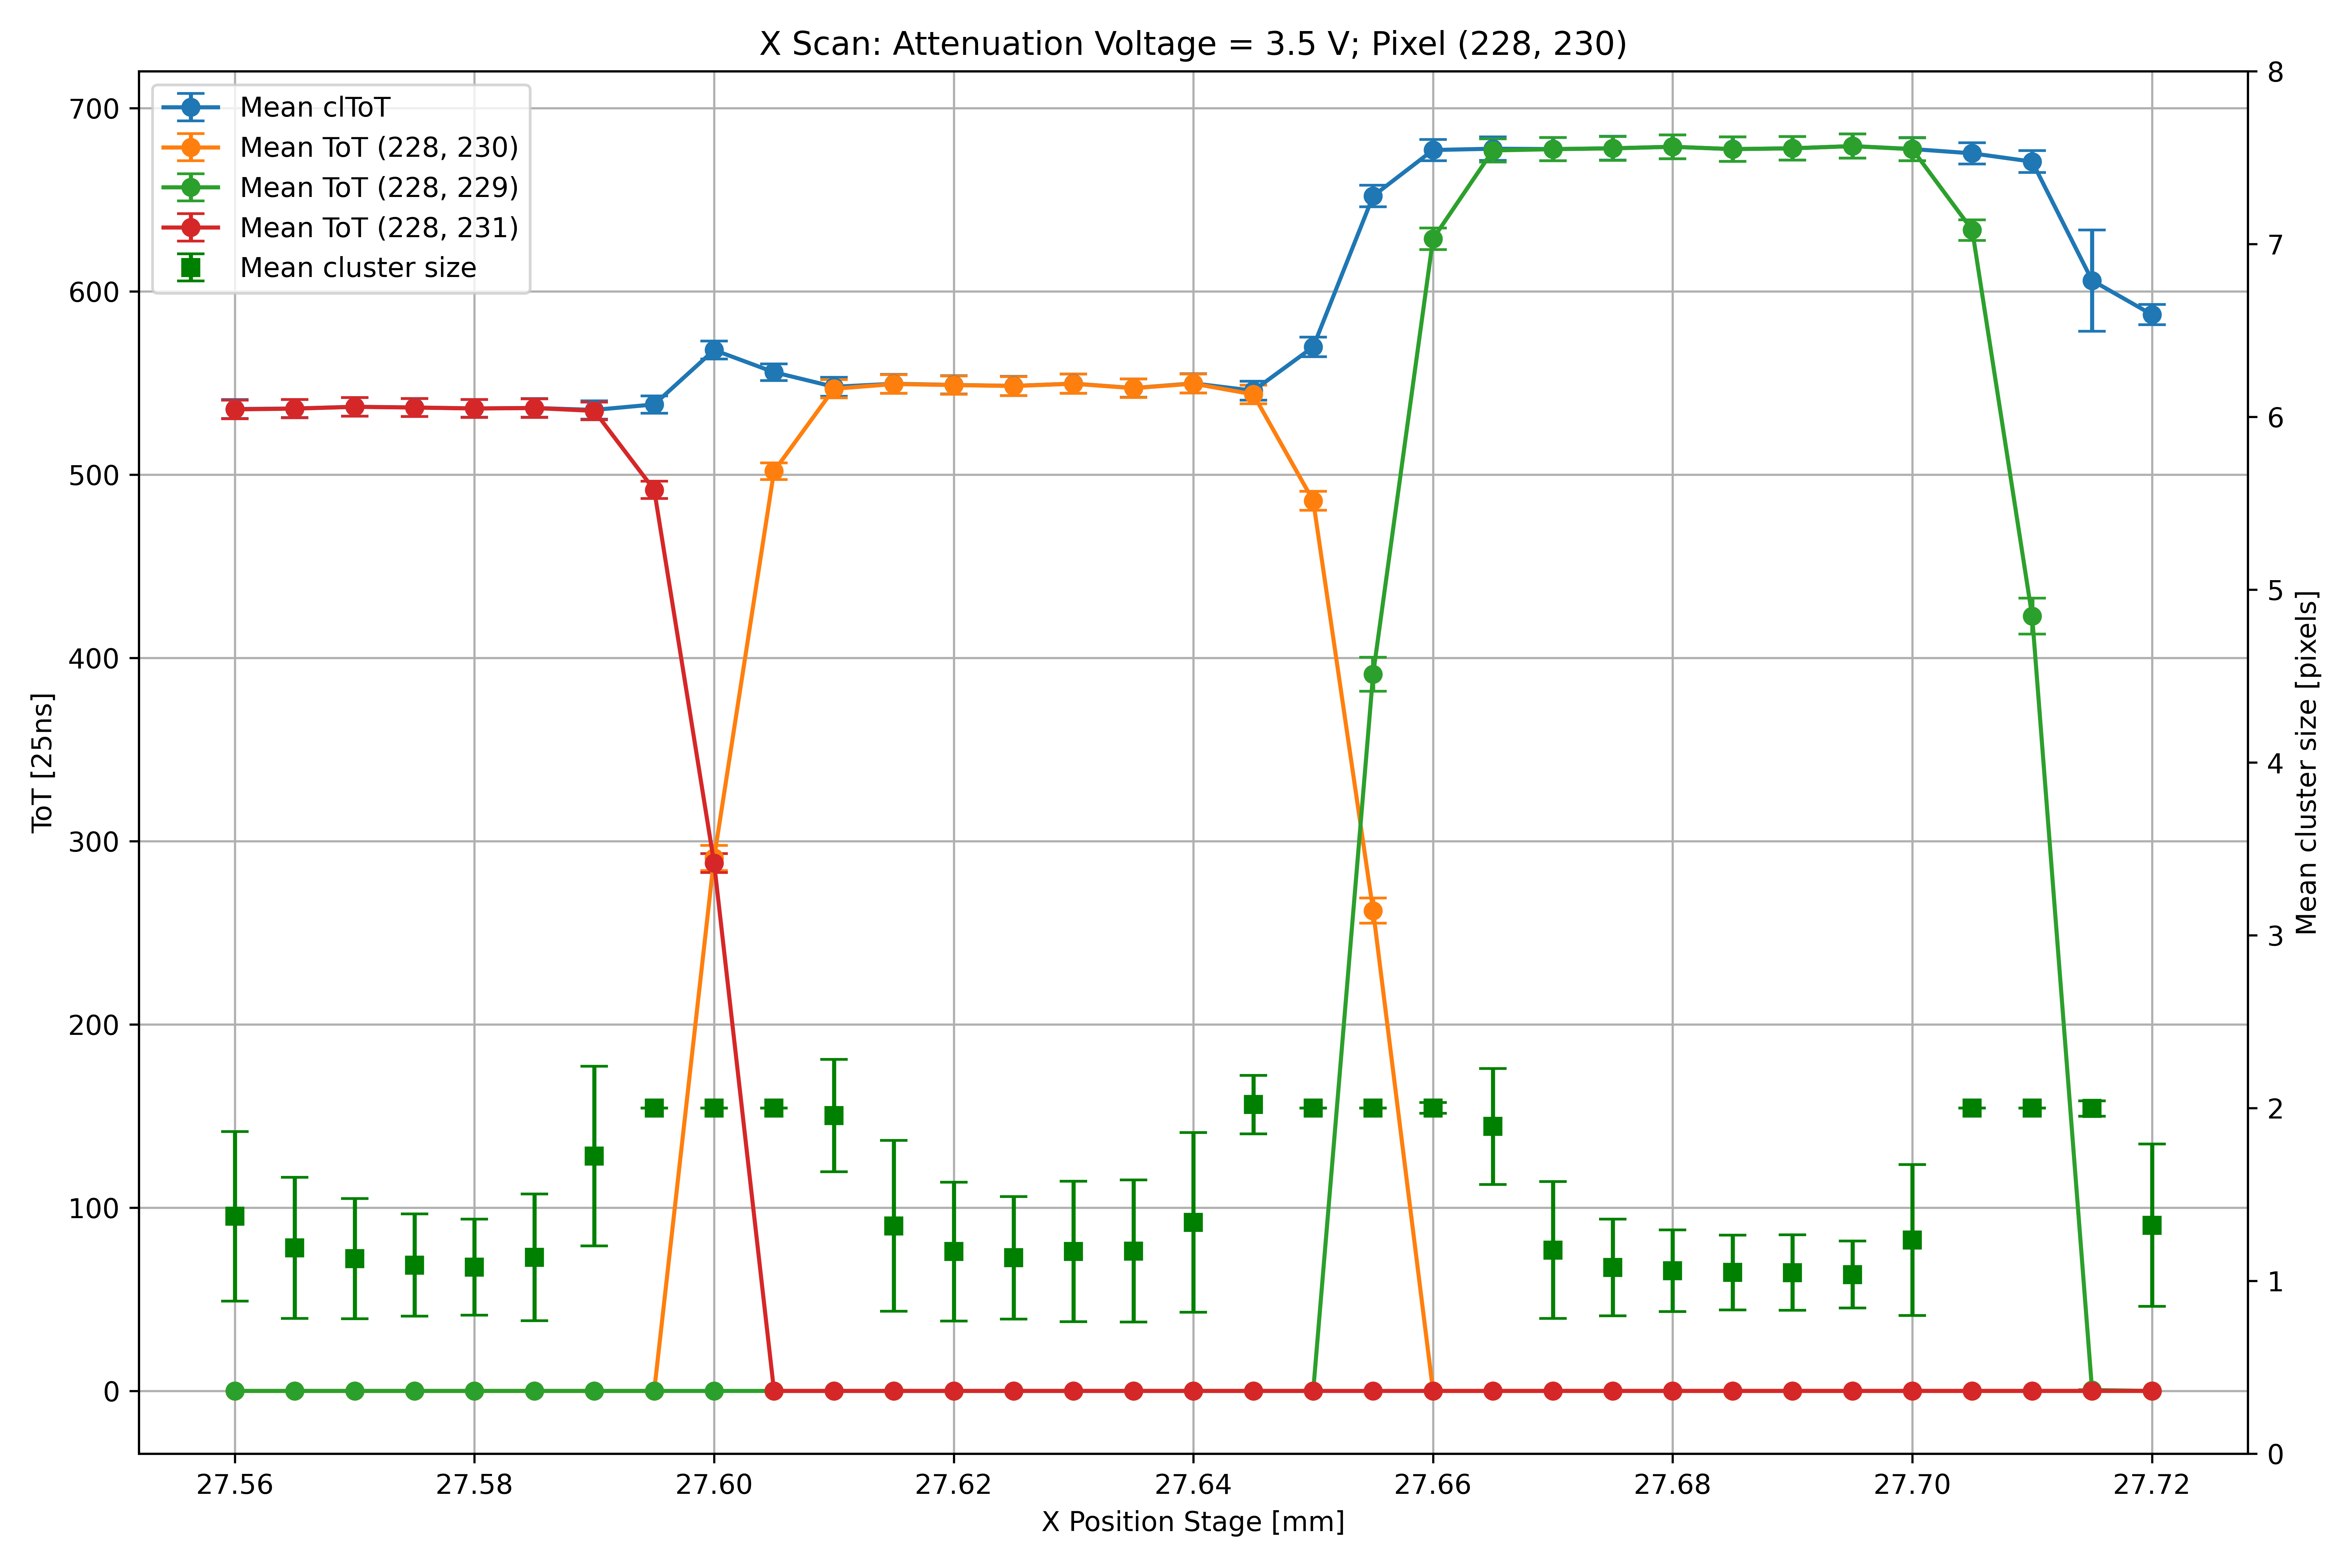 X Scan: Attenuation Voltage = 3.5 V; Pixel (228, 230)
Mean clToT
Mean ToT (228, 230)
Mean ToT (228, 229)
Mean ToT (228, 231)
Mean cluster size
700
600
500
400
300
200
100
0
ToT [25ns]
8
7
6
5
4
3
2
1
0
Mean cluster size [pixels]
27.56
27.58
27.60
27.62
27.64
27.66
27.68
27.70
27.72
X Position Stage [mm]